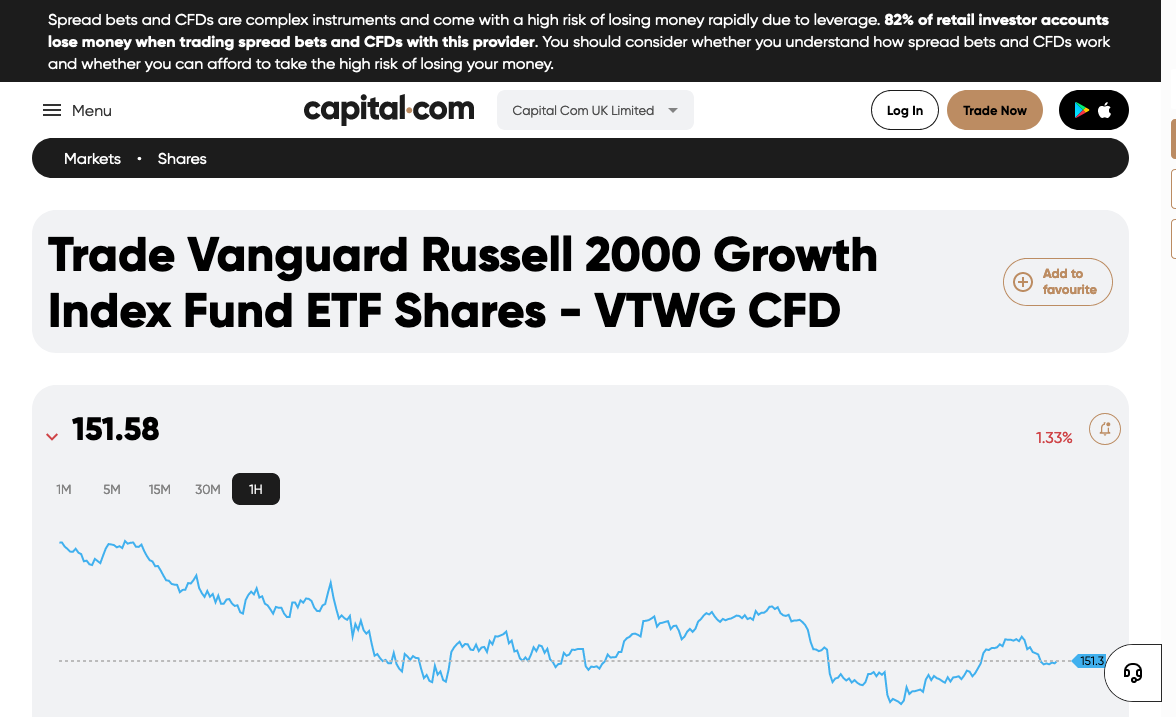 Spread bets and CFDs are complex instruments and come with a high risk of losing money rapidly due to leverage. 82% of retail investor accounts
lose money when trading spread bets and CFDs with this provider. You should consider whether you understand how spread bets and CFDs work
and whether you can afford to take the high risk of losing your money.
Menu
capital.com
Capital Com UK Limited
Log In
Trade Now
Markets • Shares
Trade Vanguard Russell 2000 Growth
Index Fund ETF Shares - VTWG CFD
Add to
favourite
151.58
1.33%
1M 5M 15M 30M 1H
151.3